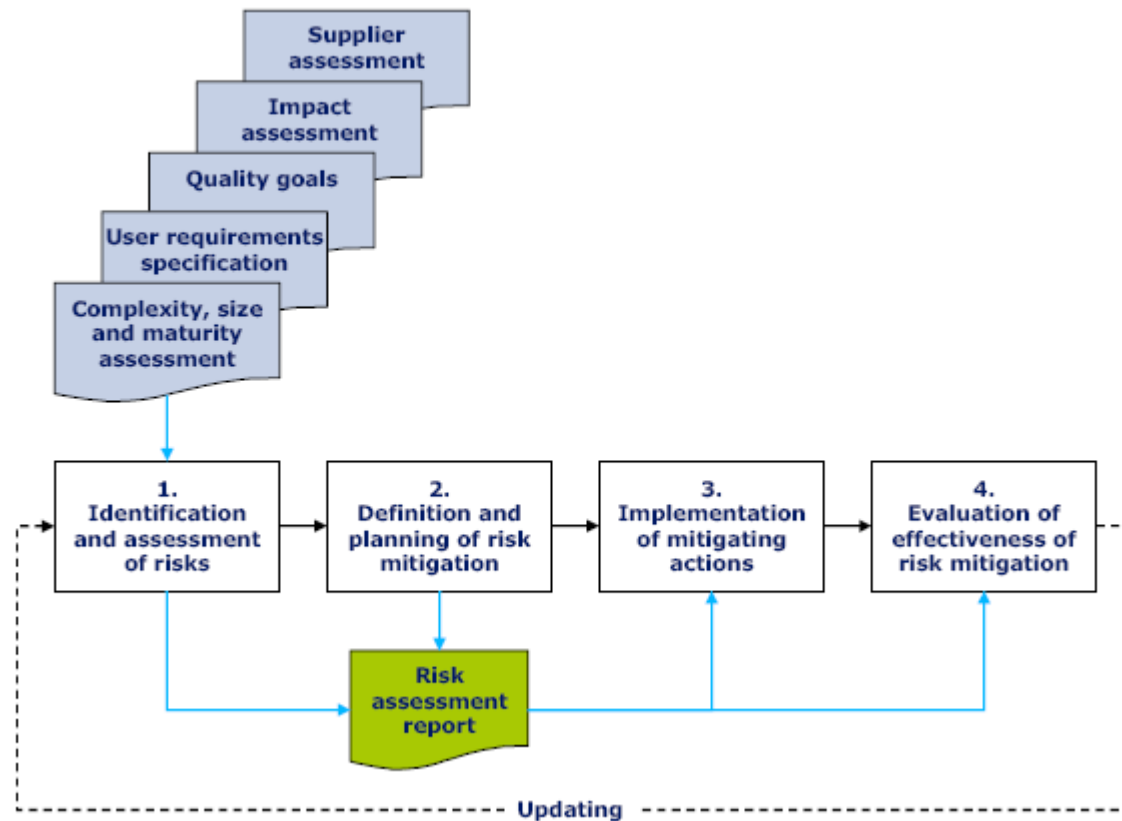 Supplier
assessment
Impact
assessment
Quality goals
User requirements
specification
Complexity, size
and maturity
assessment
1.
Identification
and assessment
of risks
2.
Definition and
planning of risk
mitigation
3.
Implementation
of mitigating
actions
4.
Evaluation of
effectiveness of
risk mitigation
Risk
assessment
report
Updating